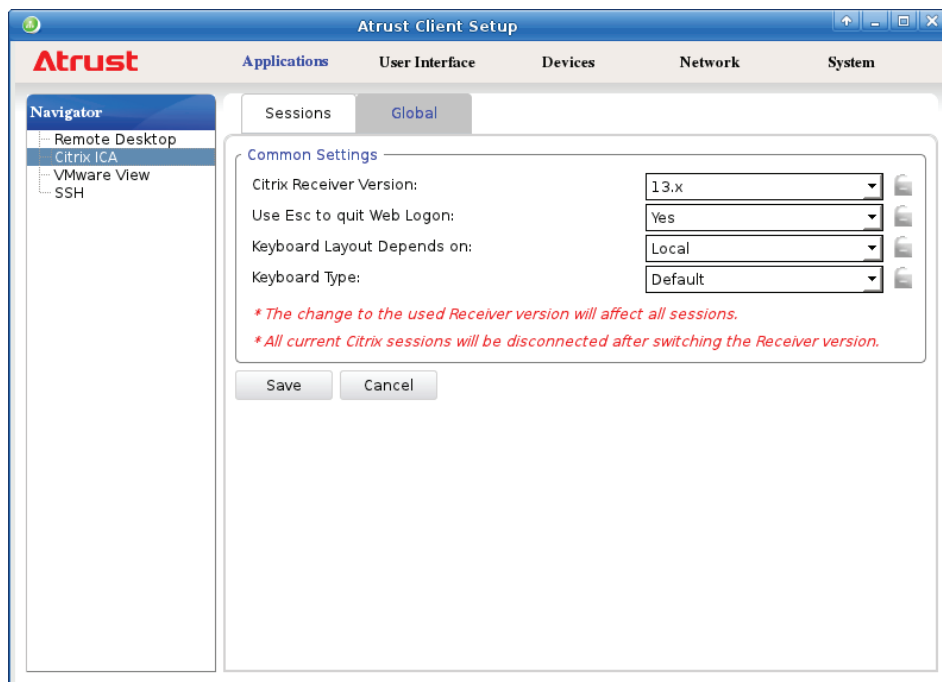 Atrust Client Setup
Atrust
Applications User Interface Devices Network System
Navigator
Remote Desktop
Citrix ICA
VMware View
SSH
Sessions Global
Common Settings
Citrix Receiver Version: 13.x
Use Esc to quit Web Logon: Yes
Keyboard Layout Depends on: Local
Keyboard Type: Default
* The change to the used Receiver version will affect all sessions.
* All current Citrix sessions will be disconnected after switching the Receiver version.
Save Cancel